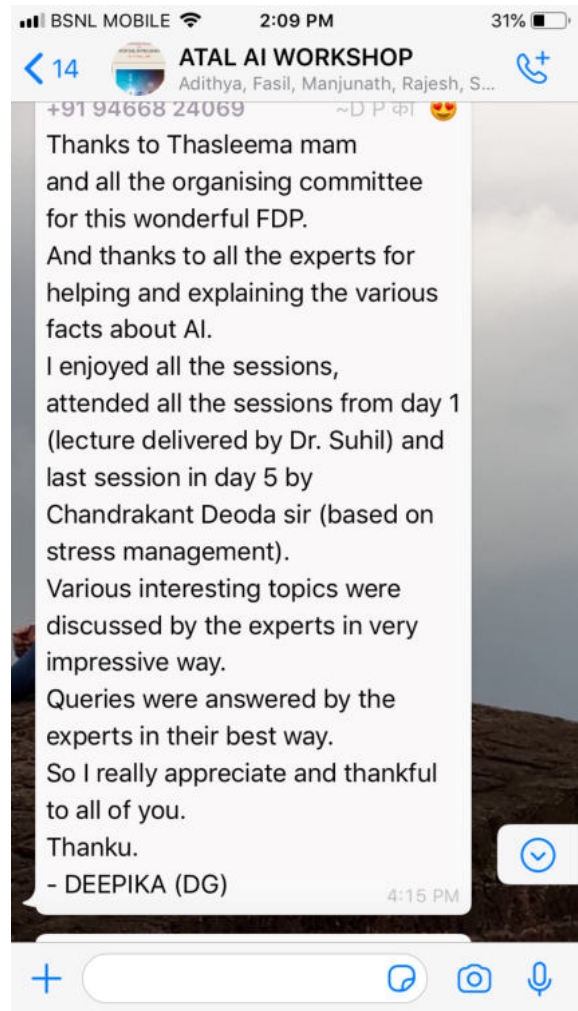 BSNL MOBILE 2:09 PM 31%
14 ATAL AI WORKSHOP
Adithya, Fasil, Manjunath, Rajesh, S...
+91 94668 24069 ~D P का
Thanks to Thasleema mam
and all the organising committee
for this wonderful FDP.
And thanks to all the experts for
helping and explaining the various
facts about AI.
I enjoyed all the sessions,
attended all the sessions from day 1
(lecture delivered by Dr. Suhil) and
last session in day 5 by
Chandrakant Deoda sir (based on
stress management).
Various interesting topics were
discussed by the experts in very
impressive way.
Queries were answered by the
experts in their best way.
So I really appreciate and thankful
to all of you.
Thanku.
- DEEPIKA (DG)
4:15 PM